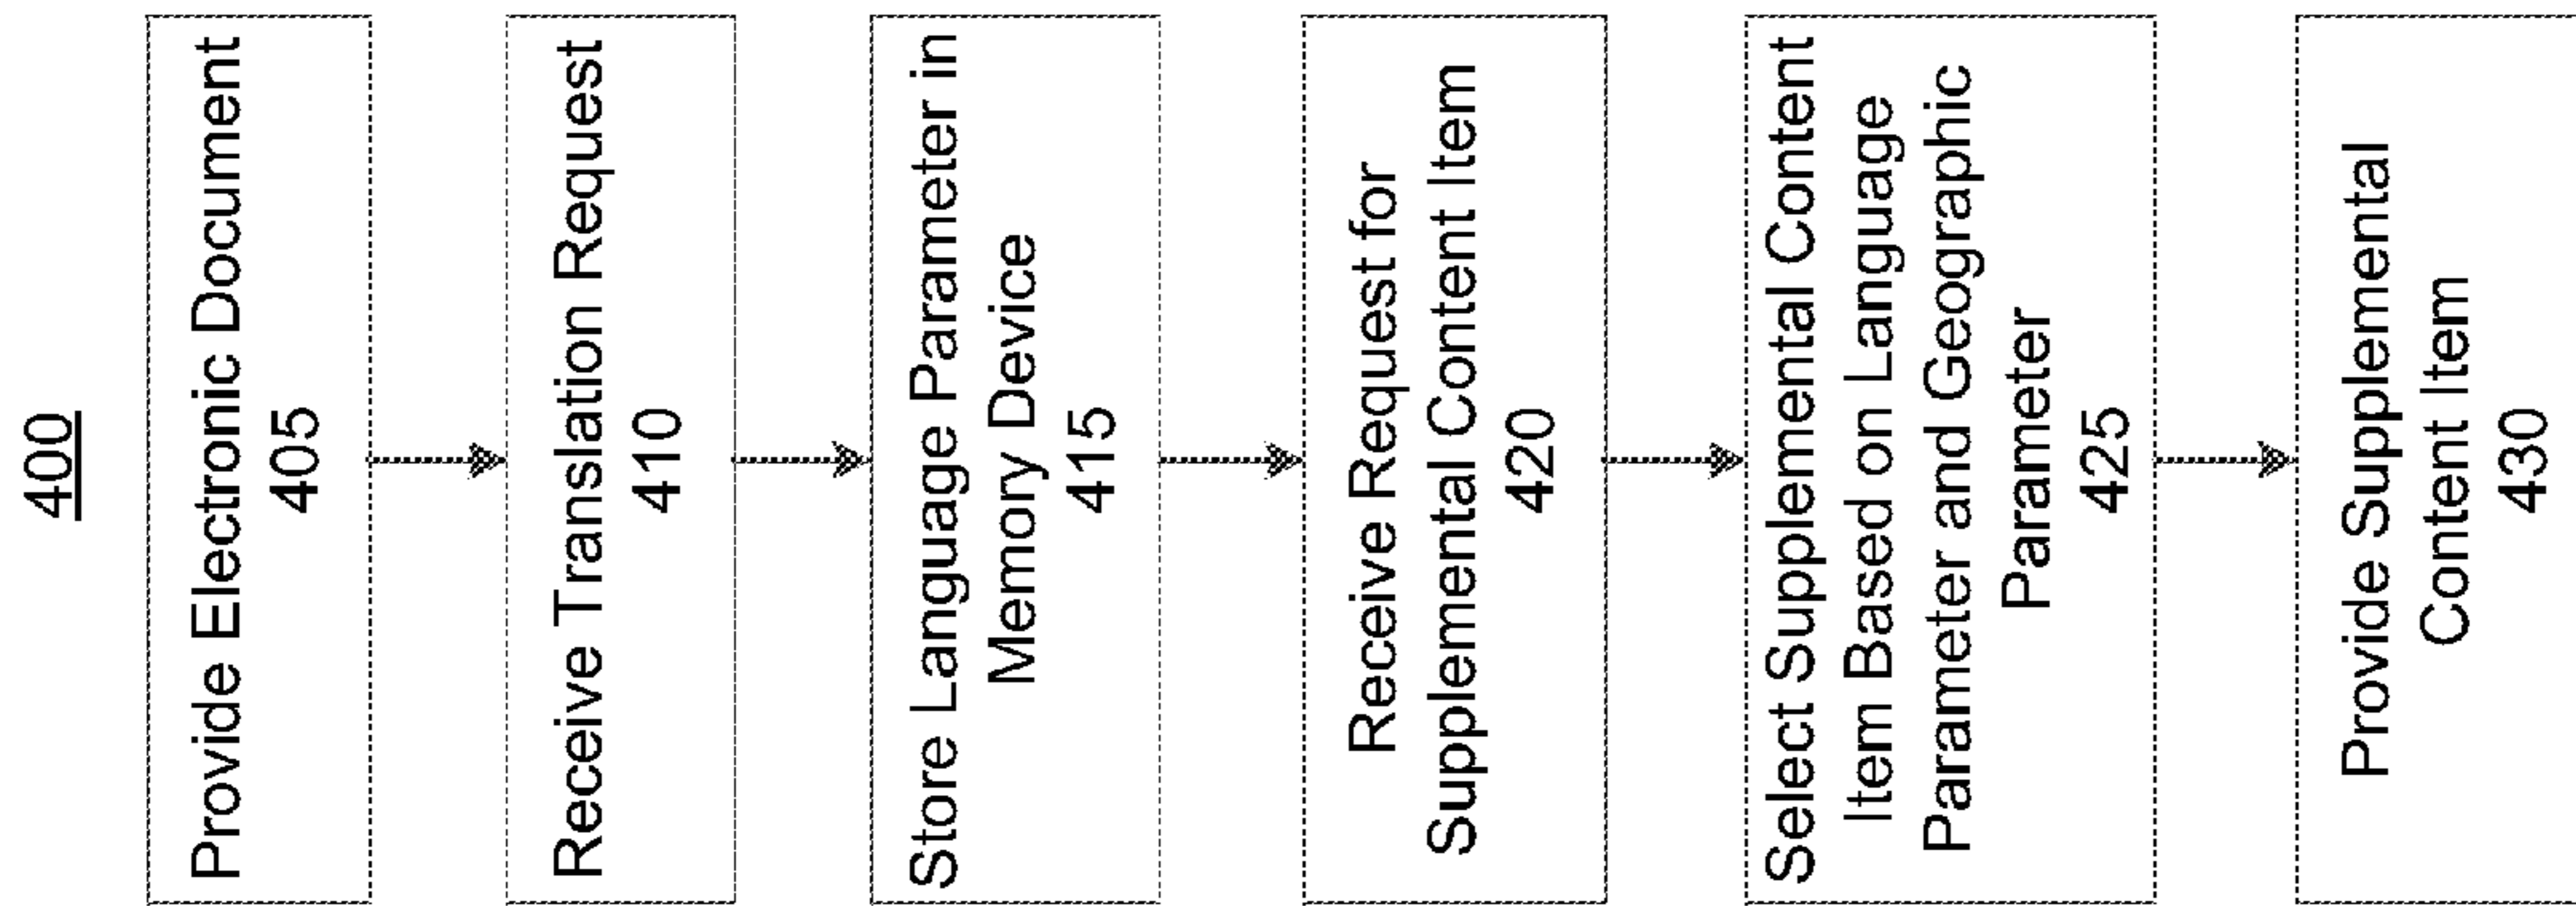 400
Provide Electronic Document
405
Receive Translation Request
410
Store Language Parameter in
Memory Device
415
Receive Request for
Supplemental Content Item
420
Select Supplemental Content
Item Based on Language
Parameter and Geographic
Parameter
425
Provide Supplemental
Content Item
430